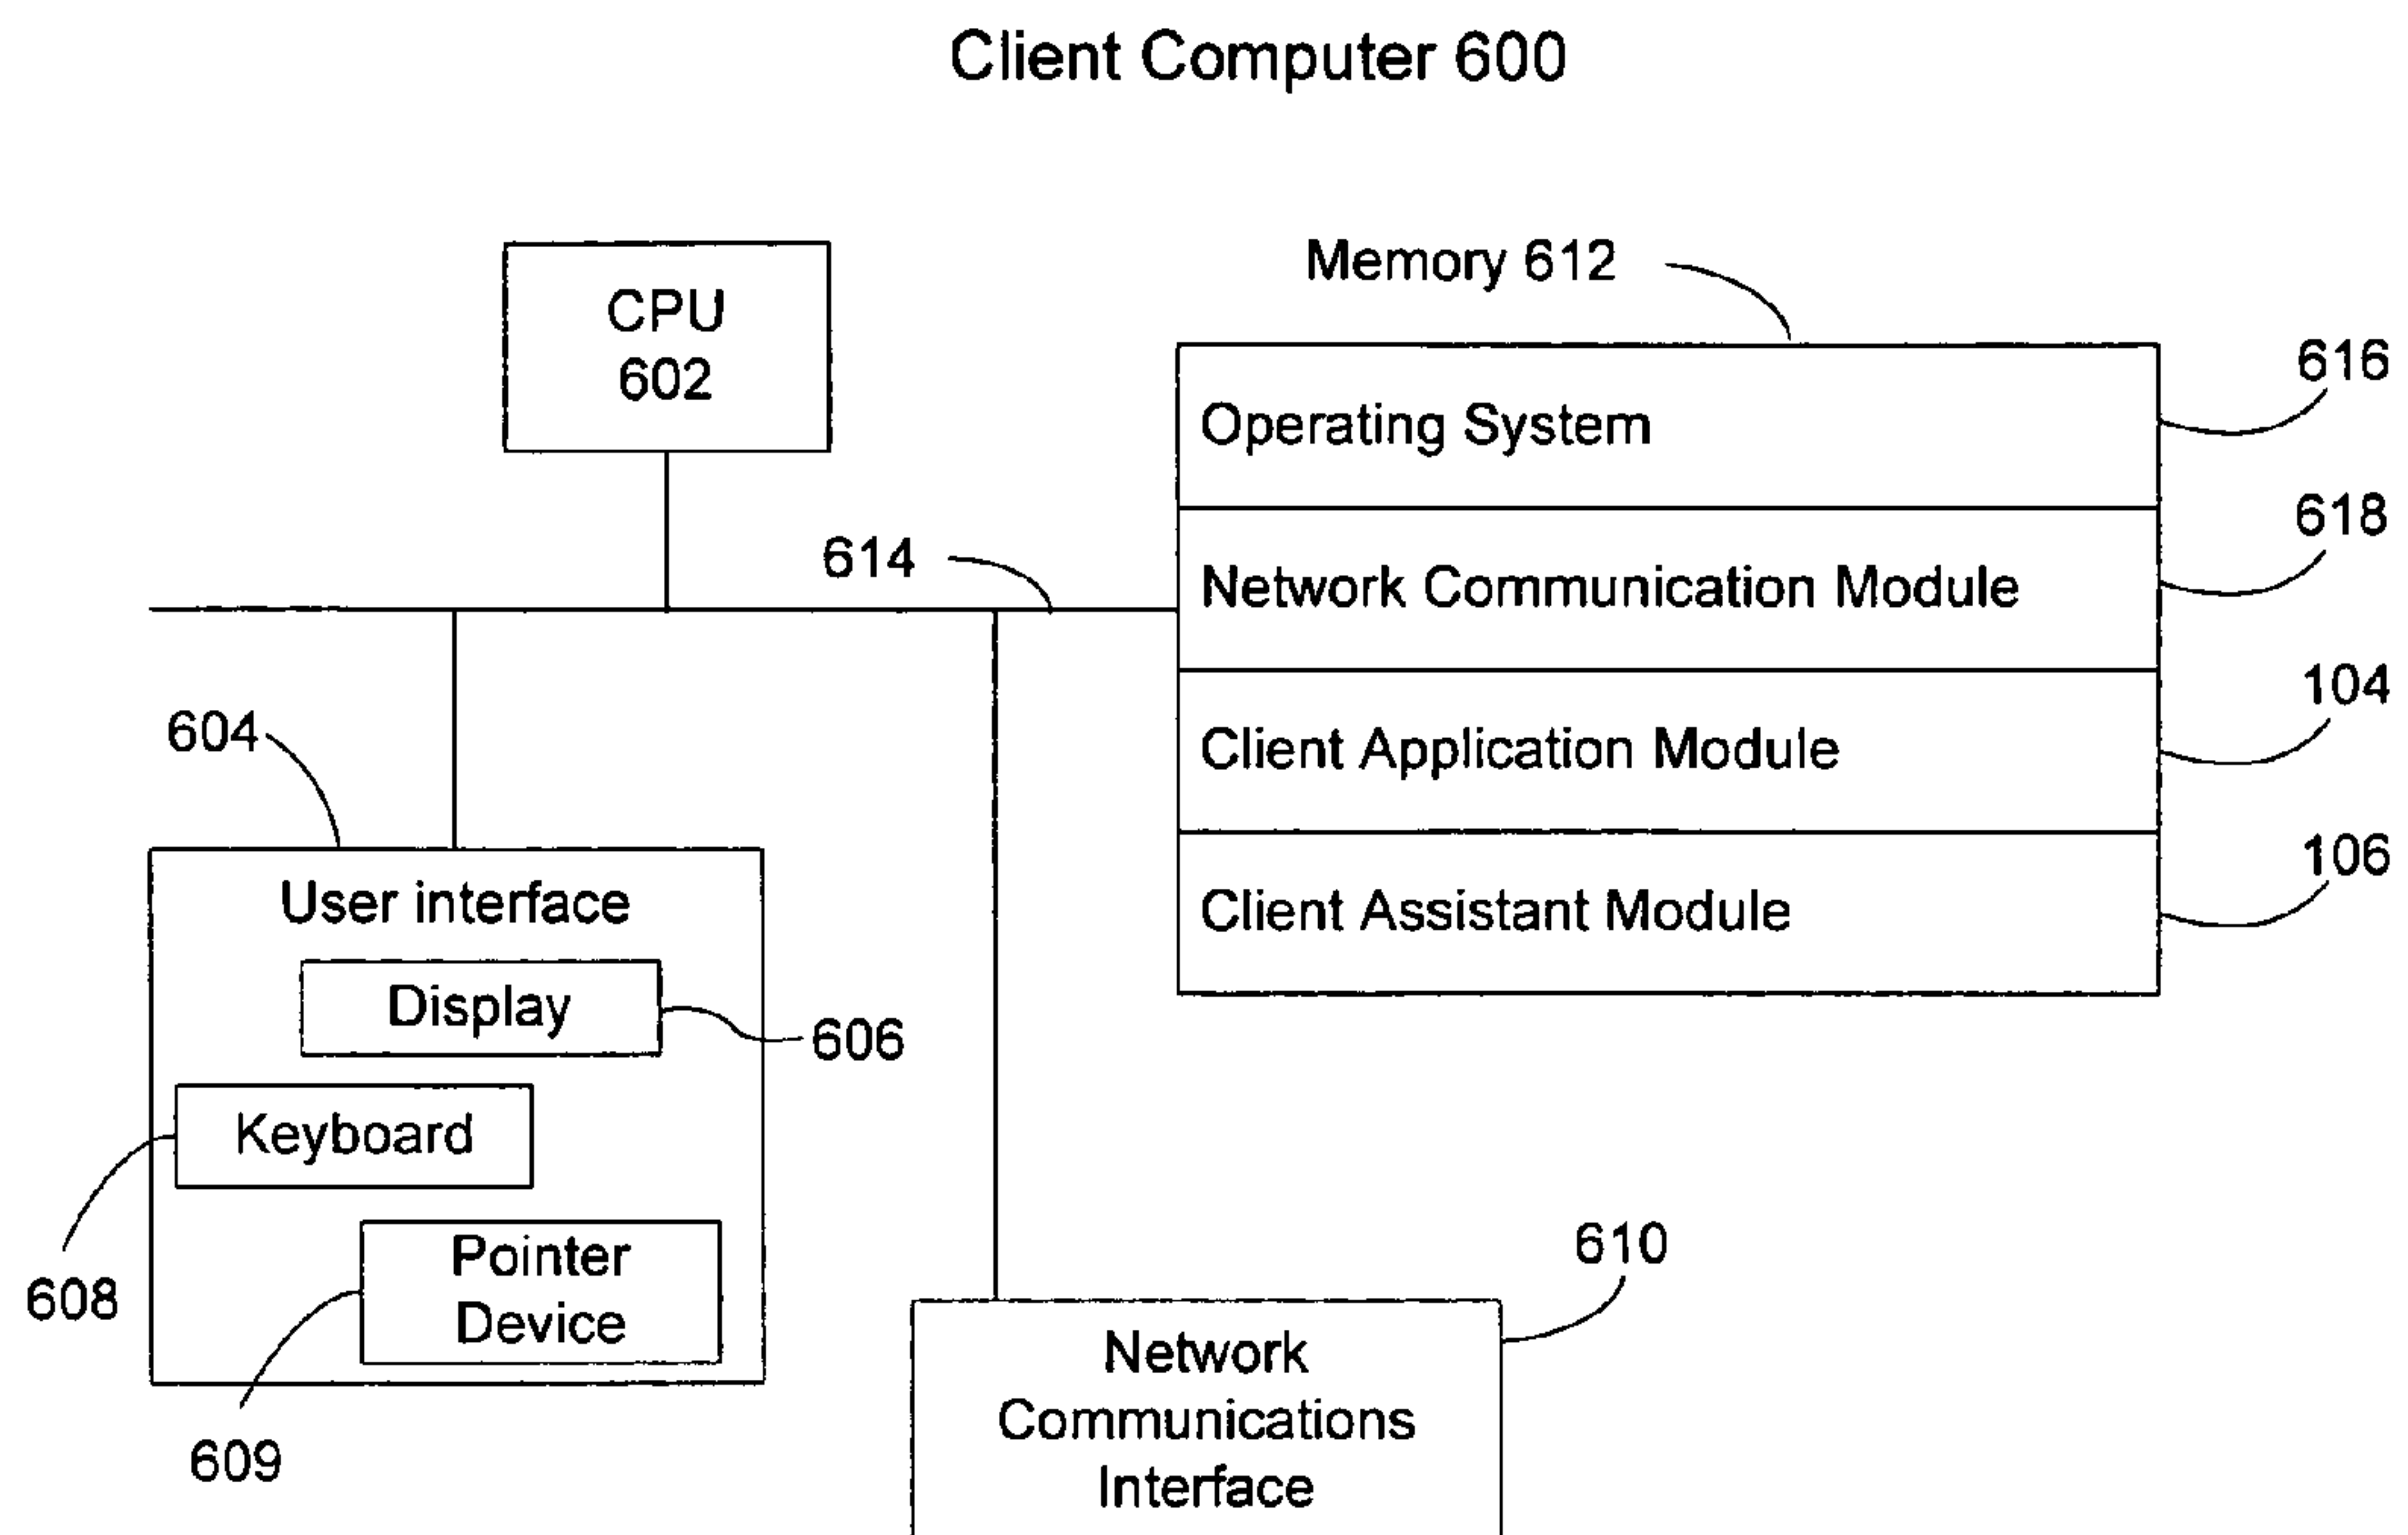 Client Computer 600
CPU
602
Memory 612
616
Operating System
618
614
Network Communication Module
104
Client Application Module
106
Client Assistant Module
604
User interface
Display
606
Keyboard
608
Pointer
Device
609
610
Network
Communications
Interface